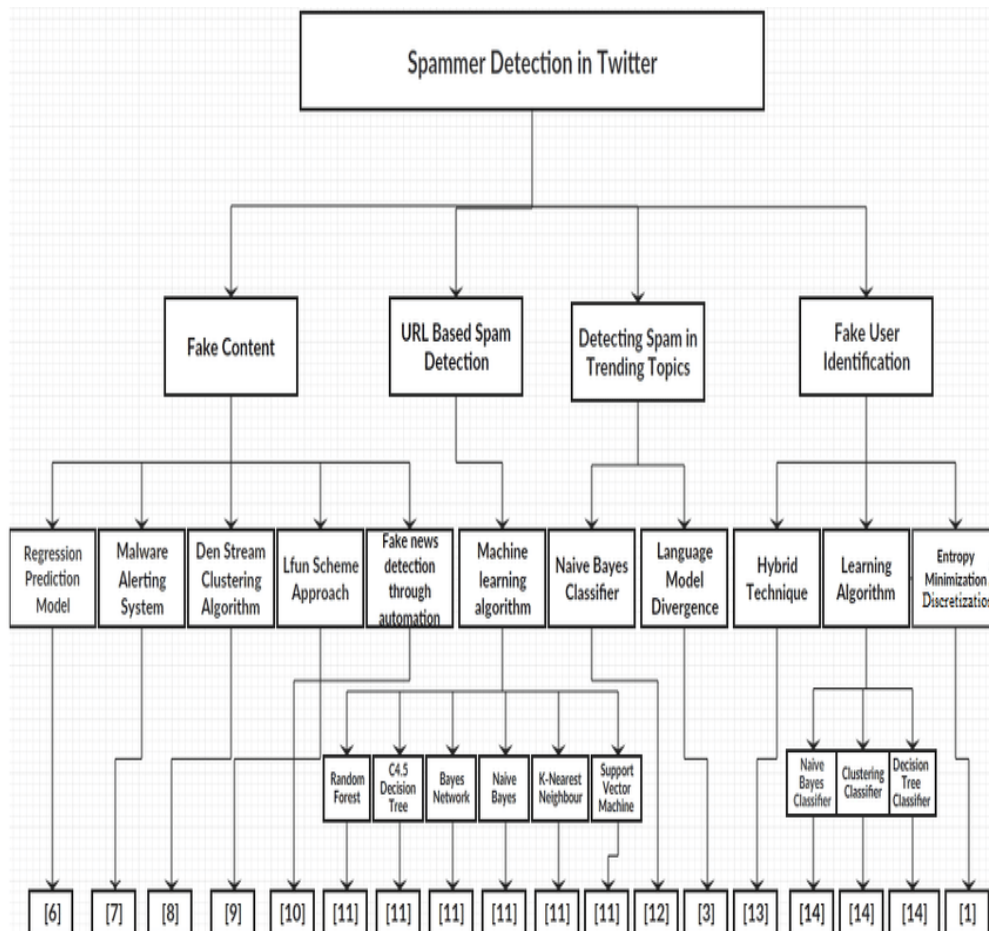 Spammer Detection in Twitter
Fake Content
URL Based Spam
Detection
Detecting Spam in
Trending Topics
Fake User
Identification
Regression
Prediction
Model
Malware
Alerting
System
Den Stream
Clustering
Algorithm
Lfun Scheme
Approach
Fake news
detection
through
automation
Machine
learning
algorithm
Naive Bayes
Classifier
Language
Model
Divergence
Hybrid
Technique
Learning
Algorithm
Entropy
Minimization
Discretization
Random
Forest
C4.5
Decision
Tree
Bayes
Network
Naive
Bayes
K-Nearest
Neighbour
Support
Vector
Machine
Naive
Bayes
Classifier
Clustering
Classifier
Decision
Tree
Classifier
[6]
[7]
[8]
[9]
[10]
[11]
[11]
[11]
[11]
[11]
[11]
[12]
[3]
[13]
[14]
[14]
[14]
[1]